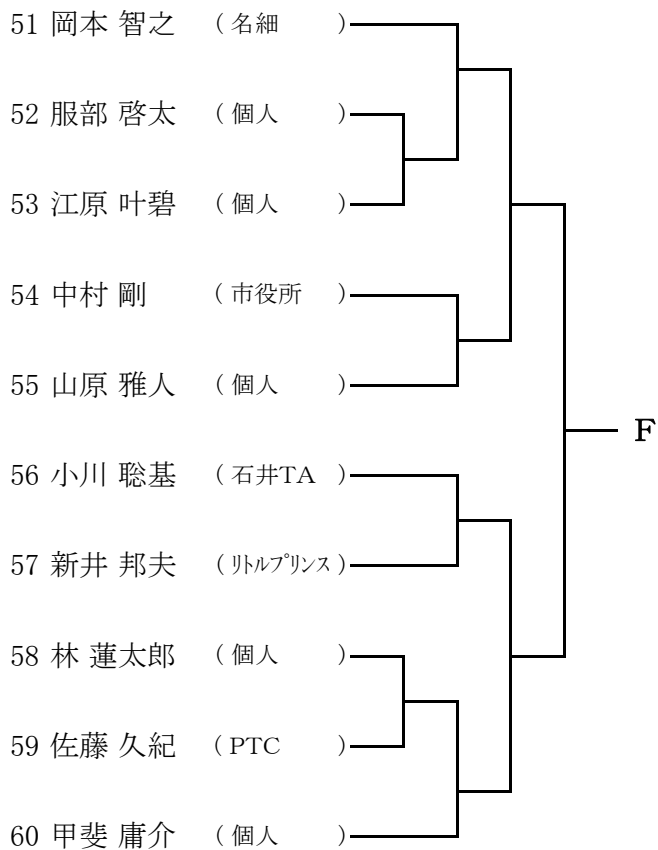 51 岡本 智之 （ 名細 ）
52 服部 啓太 （ 個人 ）
53 江原 叶碧 （ 個人 ）
54 中村 剛 （ 市役所 ）
55 山原 雅人 （ 個人 ）
56 小川 聡基 （ 石井TA ）
57 新井 邦夫 （ ﾘﾄﾙﾌﾟﾘﾝｽ ）
58 林 蓮太郎 （ 個人 ）
59 佐藤 久紀 （ PTC ）
60 甲斐 庸介 （ 個人 ）
F